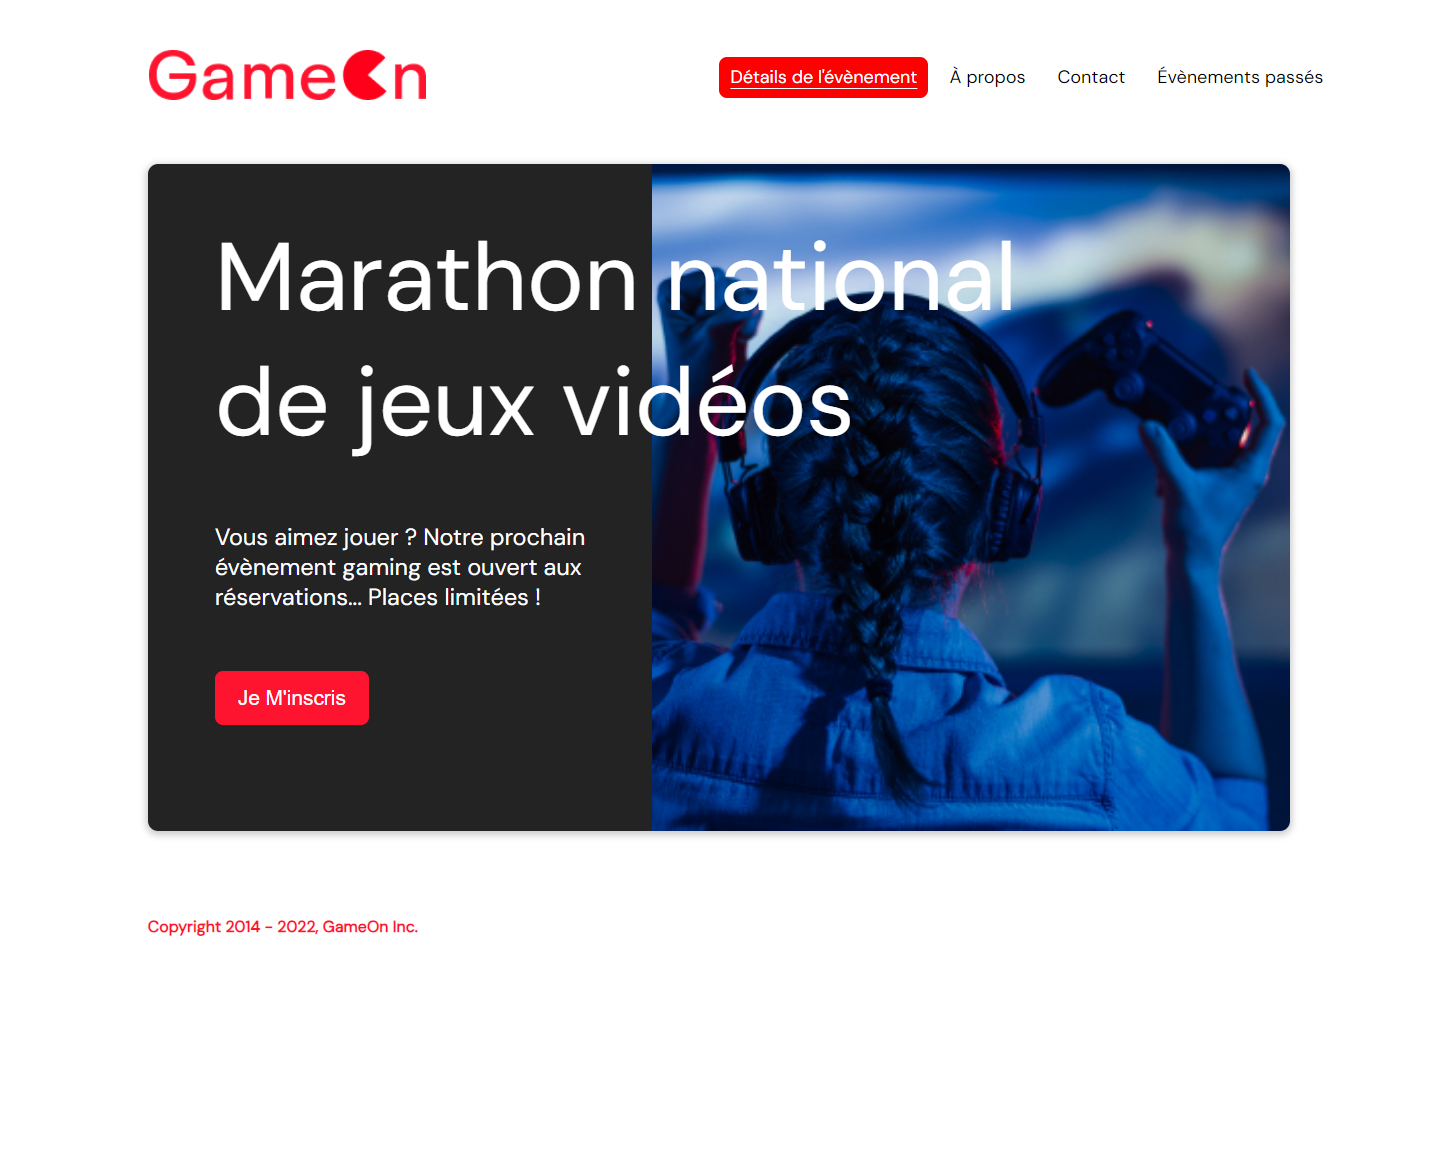 GameOn
Détails de l'évènement À propos Contact Évènements passés
Marathon national
de jeux vidéos
Vous aimez jouer ? Notre prochain
évènement gaming est ouvert aux
réservations... Places limitées !
Je M'inscris
Copyright 2014 - 2022, GameOn Inc.